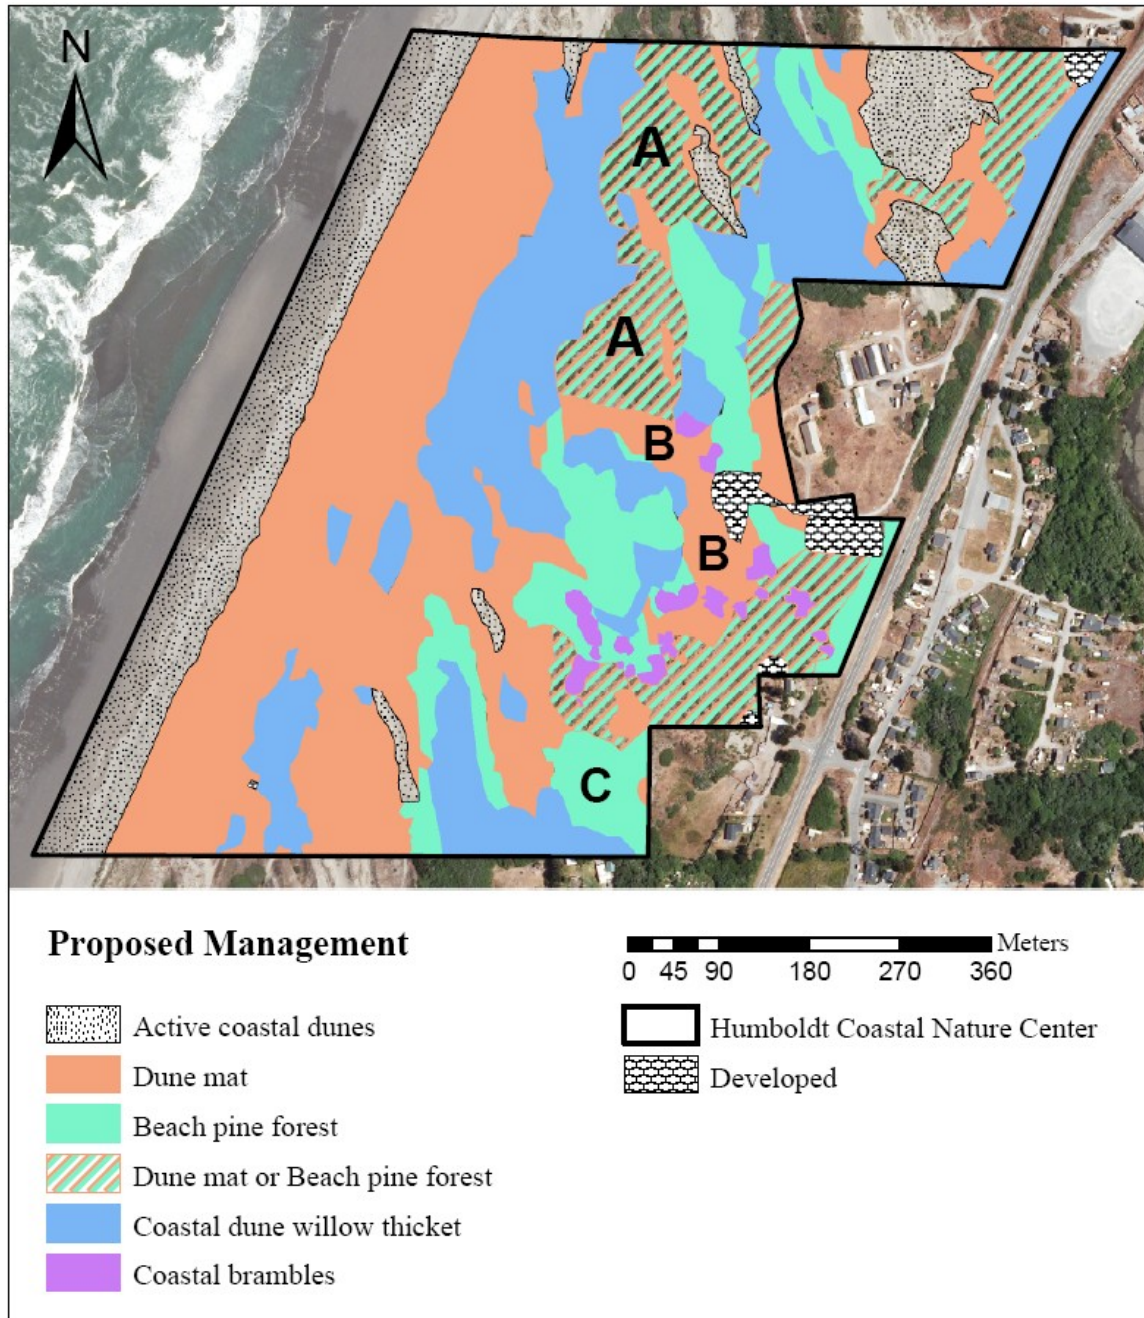 N
A
A
B
B
C
Proposed Management
Active coastal dunes
Dune mat
Beach pine forest
Dune mat or Beach pine forest
Coastal dune willow thicket
Coastal brambles
Meters
0 45 90 180 270 360
Humboldt Coastal Nature Center
Developed